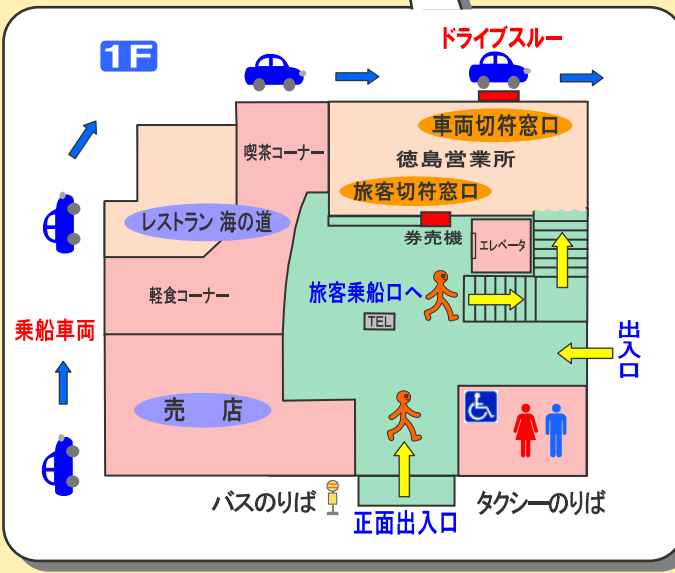 1F
ドライブスルー
車両切符窓口
喫茶コーナー
徳島営業所
旅客切符窓口
レストラン 海の道
券売機
エレベータ
軽食コーナー
旅客乗船口へ
TEL
乗船車両
出入口
売 店
バスのりば
正面出入口
タクシーのりば